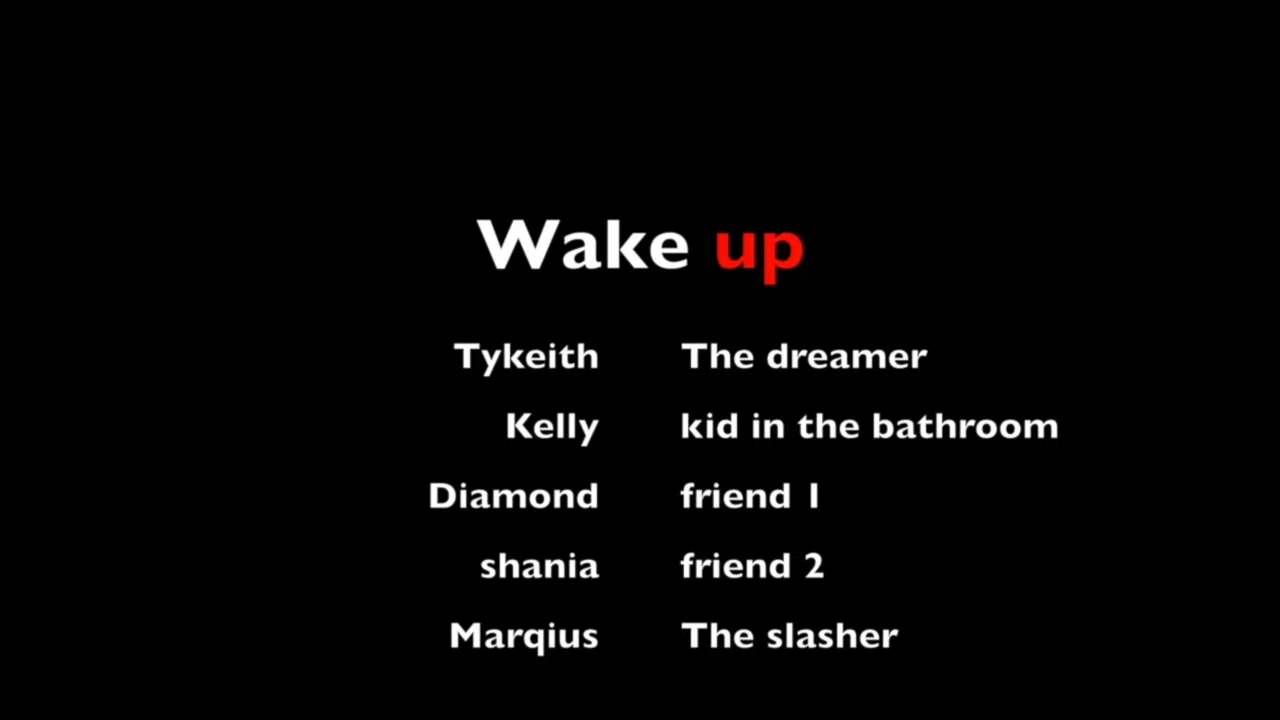 Wake up
Tykeith The dreamer
Kelly kid in the bathroom
Diamond friend 1
shania friend 2
Marqius The slasher